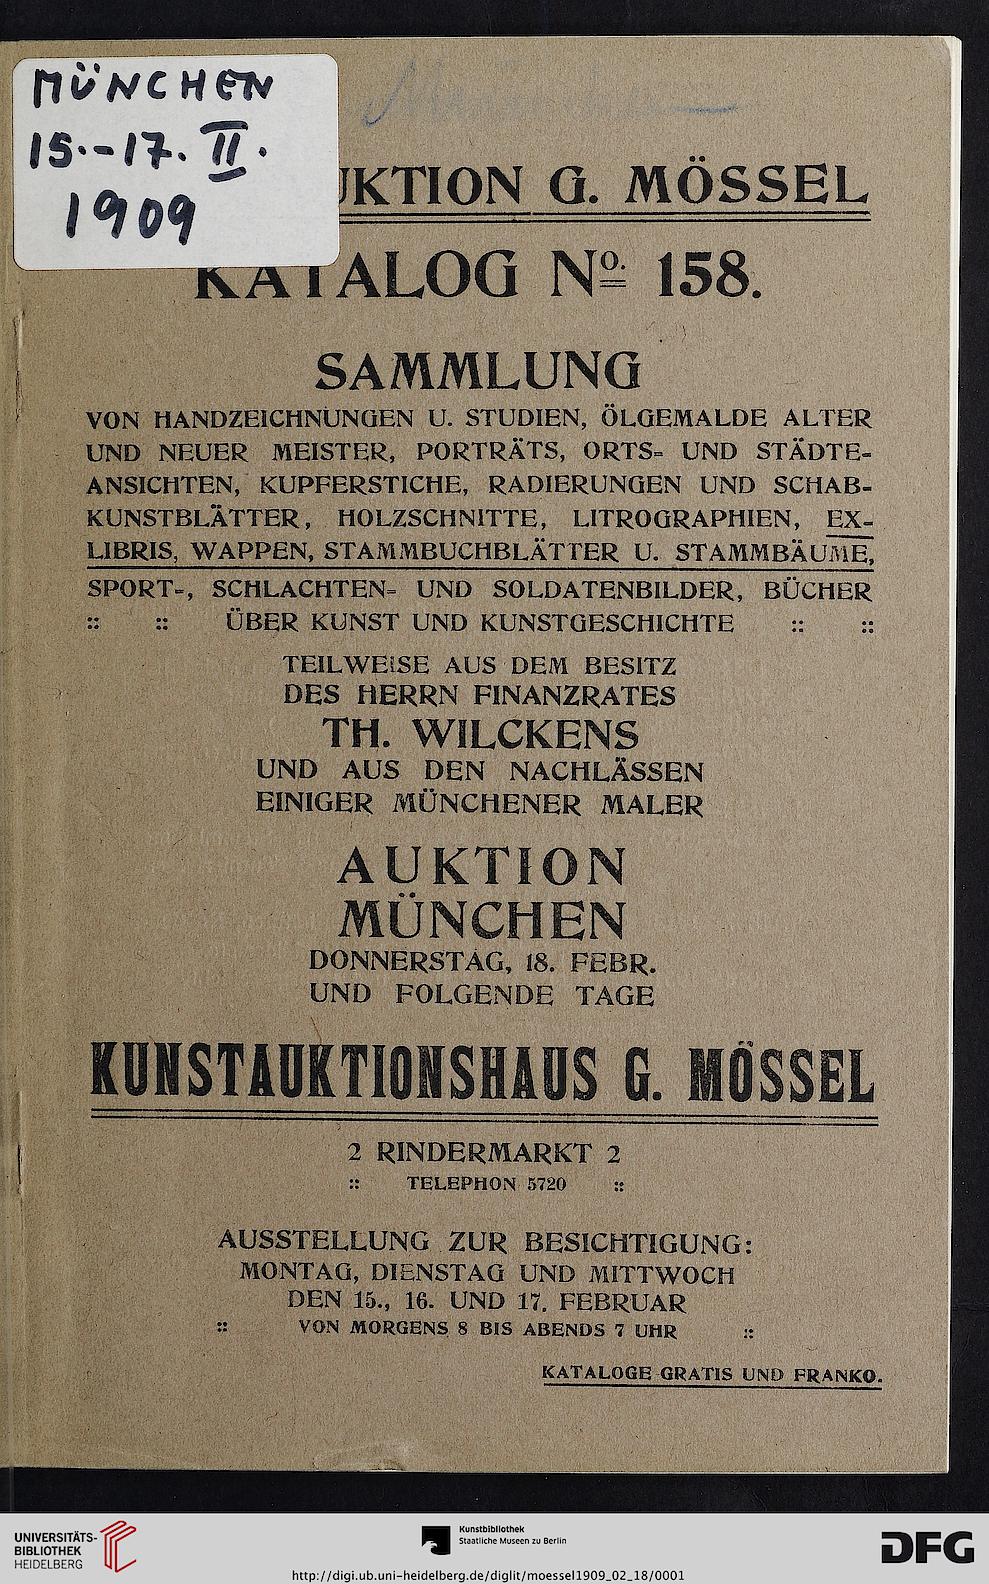 MÜNCHEN
15.-17. II.
1909
UKTION G. MÖSSEL
KATALOG No. 158.
SAMMLUNG
VON HANDZEICHNUNGEN U. STUDIEN, ÖLGEMALDE ALTER
UND NEUER MEISTER, PORTRÄTS, ORTS- UND STÄDTE-
ANSICHTEN, KUPFERSTICHE, RADIERUNGEN UND SCHAB-
KUNSTBLÄTTER, HOLZSCHNITTE, LITROGRAPHIEN, EX-
LIBRIS, WAPPEN, STAMMBUCHBLÄTTER U. STAMMBÄUME,
SPORT-, SCHLACHTEN- UND SOLDATENBILDER, BÜCHER
:: :: ÜBER KUNST UND KUNSTGESCHICHTE :: ::
TEILWEISE AUS DEM BESITZ
DES HERRN FINANZRATES
TH. WILCKENS
UND AUS DEN NACHLÄSSEN
EINIGER MÜNCHENER MALER
AUKTION
MÜNCHEN
DONNERSTAG, 18. FEBR.
UND FOLGENDE TAGE
KUNSTAUKTIONSHAUS G. MÖSSEL
2 RINDERMARKT 2
:: TELEPHON 5720 ::
AUSSTELLUNG ZUR BESICHTIGUNG:
MONTAG, DIENSTAG UND MITTWOCH
DEN 15., 16. UND 17. FEBRUAR
:: VON MORGENS 8 BIS ABENDS 7 UHR ::
KATALOGE GRATIS UND FRANKO.
UNIVERSITÄTS-
BIBLIOTHEK
HEIDELBERG
Kunstbibliothek
Staatliche Museen zu Berlin
DFG
http://digi.ub.uni-heidelberg.de/diglit/moessel1909_02_18/0001